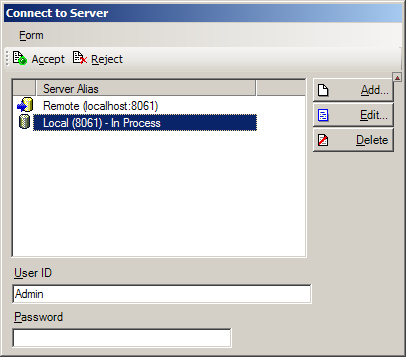 Connect to Server
Form
Accept Reject
Server Alias
Remote (localhost:8061)
Local (8061) - In Process
Add...
Edit...
Delete
User ID
Admin
Password